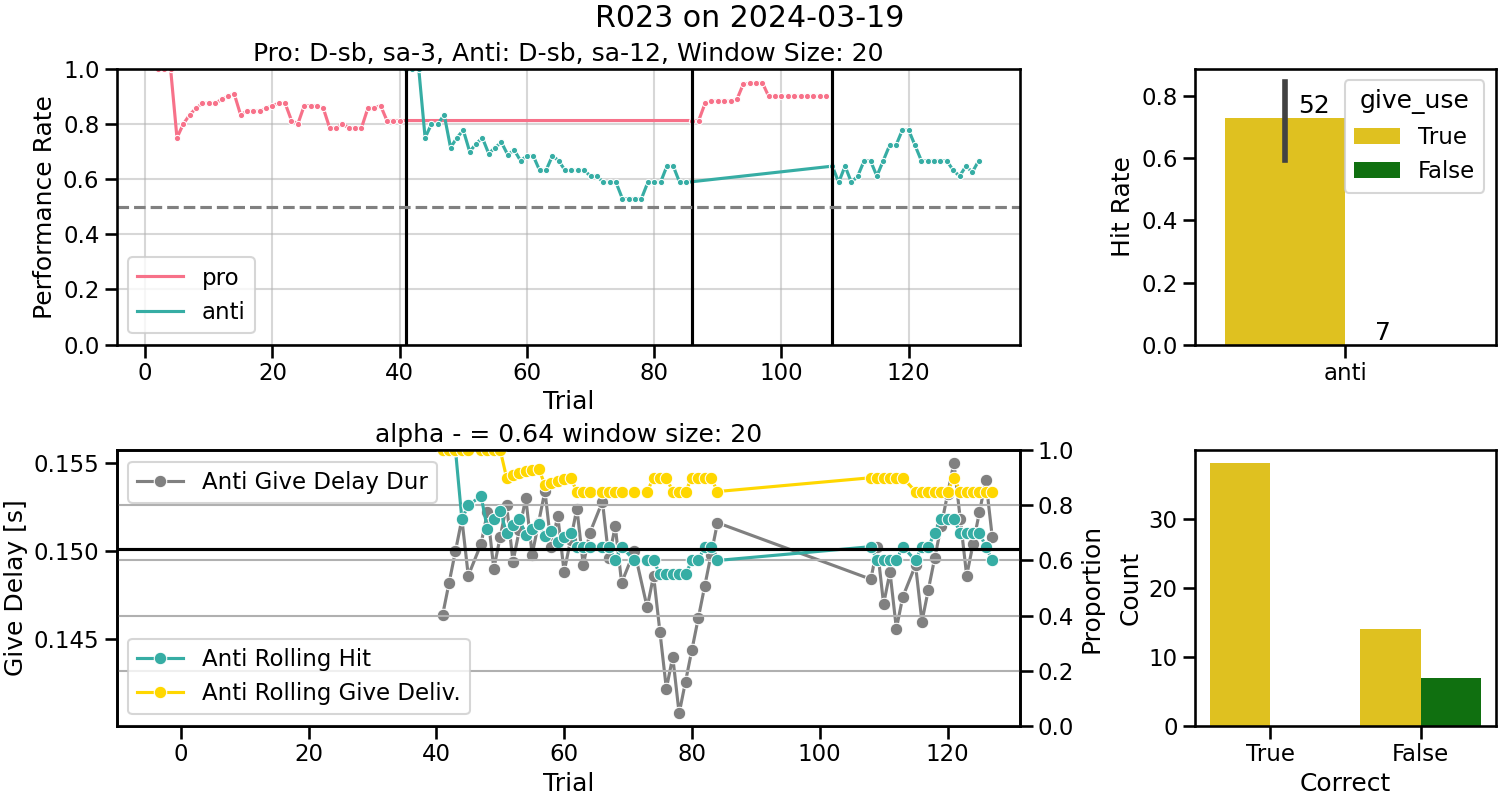 R023 on 2024-03-19
Pro: D-sb, sa-3, Anti: D-sb, sa-12, Window Size: 20
Performance Rate
1.0
0.8
0.6
0.4
0.2
0.0
pro
anti
0 20 40 60 80 100 120
Trial
Hit Rate
0.8
0.6
0.4
0.2
0.0
52
7
give_use
True
False
anti
alpha - = 0.64 window size: 20
Give Delay [s]
0.155
0.150
0.145
Anti Give Delay Dur
Anti Rolling Hit
Anti Rolling Give Deliv.
1.0
0.8
0.6
0.4
0.2
0.0
Proportion
0 20 40 60 80 100 120
Trial
Count
30
20
10
0
True False
Correct